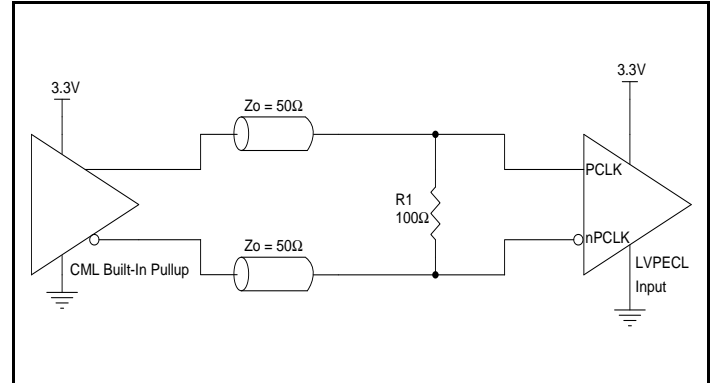 3.3V
3.3V
Zo = 50Ω
PCLK
R1
100Ω
nPCLK
Zo = 50Ω
CML Built-In Pullup
LVPECL
Input